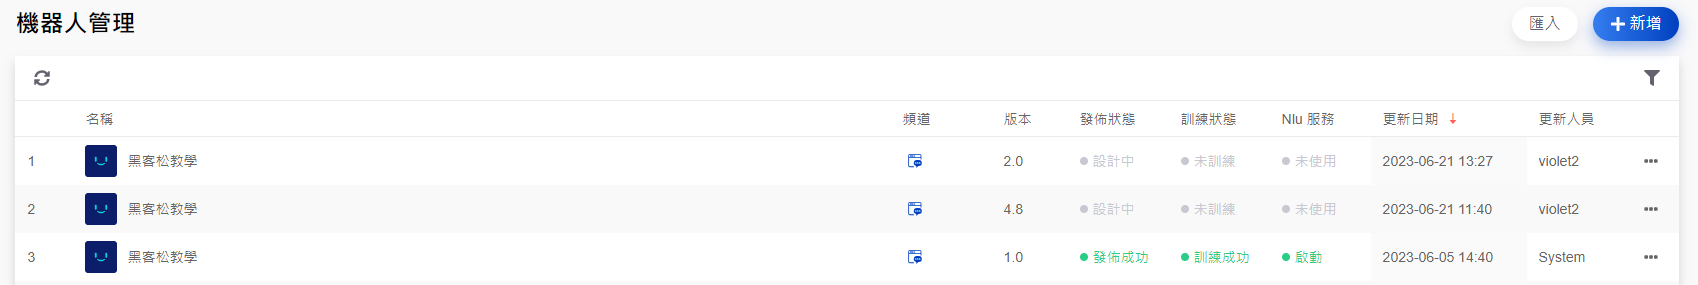 機器人管理 匯入 新增
名稱 頻道 版本 發佈狀態 訓練狀態 Nlu 服務 更新日期 更新人員
1 黑客松教學 2.0 設計中 未訓練 未使用 2023-06-21 13:27 violet2
2 黑客松教學 4.8 設計中 未訓練 未使用 2023-06-21 11:40 violet2
3 黑客松教學 1.0 發佈成功 訓練成功 啟動 2023-06-05 14:40 System